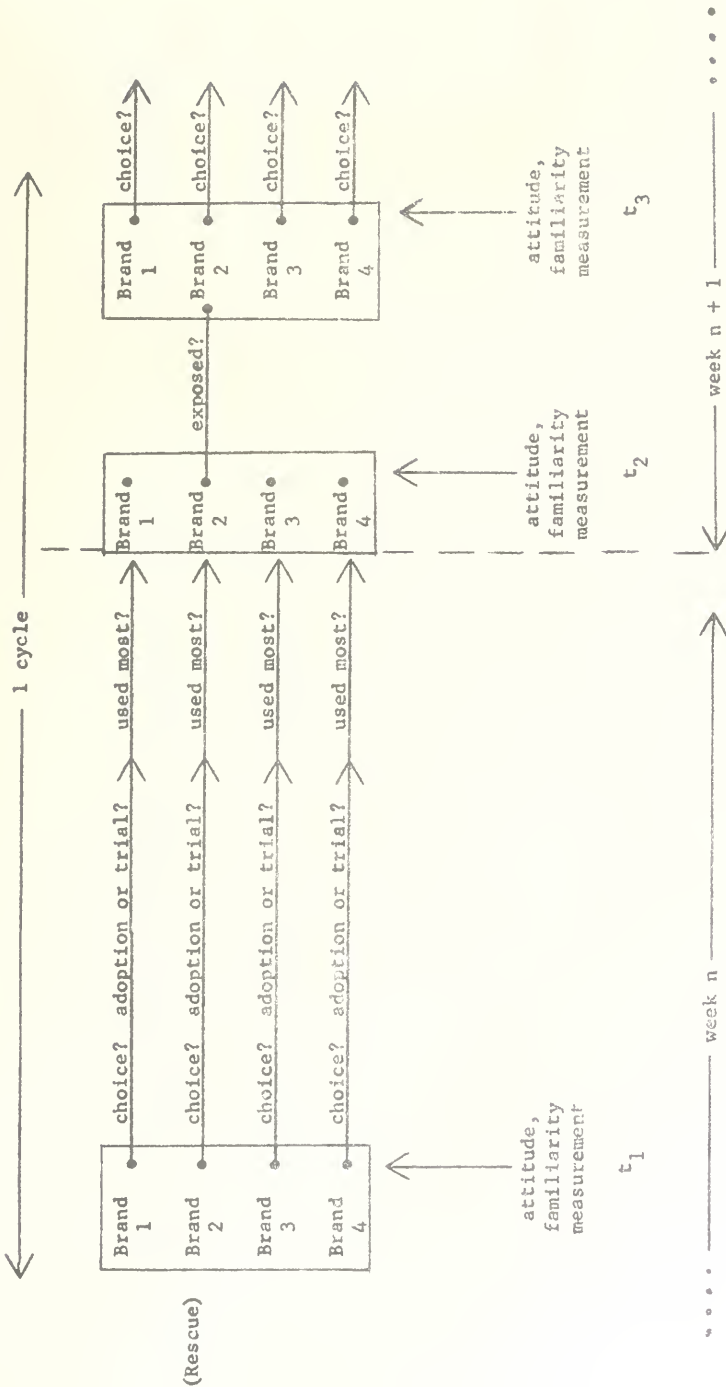 1 cycle
(Rescue)
Brand
1
choice? adoption or trial? used most?
Brand
1
Brand
1
choice?
Brand
2
choice? adoption or trial? used most?
Brand
2
exposed?
Brand
2
choice?
Brand
3
choice? adoption or trial? used most?
Brand
3
Brand
3
choice?
Brand
4
choice? adoption or trial? used most?
Brand
4
Brand
4
choice?
attitude,
familiarity
measurement
t1
attitude,
familiarity
measurement
t2
attitude,
familiarity
measurement
t3
.... week n
week n + 1 ....